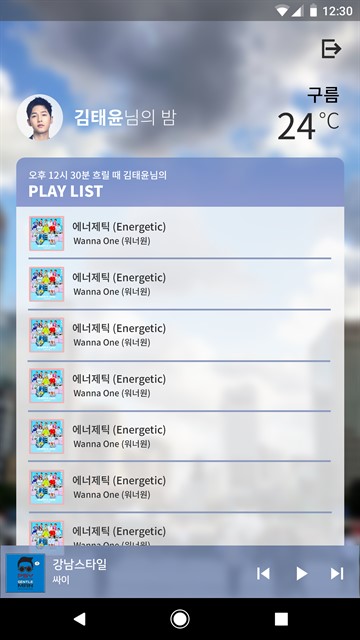 12:30
김태윤님의 밤
구름
24°C
오후 12시 30분 흐릴 때 김태윤님의
PLAY LIST
에너제틱 (Energetic)
Wanna One (워너원)
에너제틱 (Energetic)
Wanna One (워너원)
에너제틱 (Energetic)
Wanna One (워너원)
에너제틱 (Energetic)
Wanna One (워너원)
에너제틱 (Energetic)
Wanna One (워너원)
에너제틱 (Energetic)
Wanna One (워너원)
에너제틱 (Energetic)
강남스타일
싸이